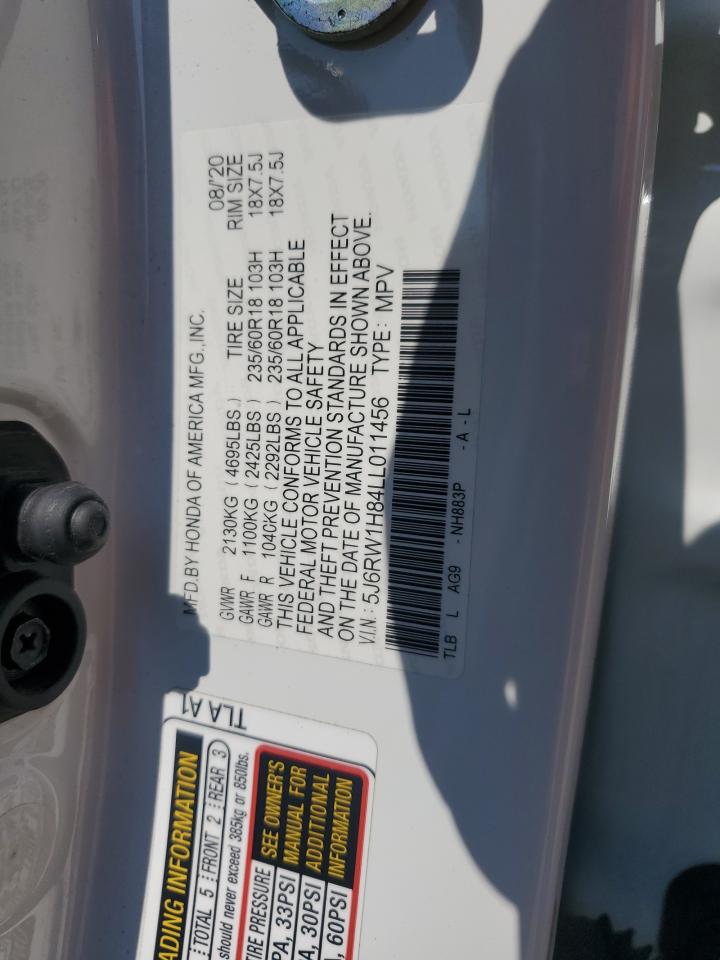 MFD.BY HONDA OF AMERICA MFG.,INC. 08/'20
GVWR 2130KG (4695LBS.) TIRE SIZE RIM SIZE
GAWR F 1100KG (2425LBS ) 235/60R18 103H 18X7.5J
GAWR R 1040KG (2292LBS ) 235/60R18 103H 18X7.5J
THIS VEHICLE CONFORMS TO ALL APPLICABLE
FEDERAL MOTOR VEHICLE SAFETY
AND THEFT PREVENTION STANDARDS IN EFFECT
ON THE DATE OF MANUFACTURE SHOWN ABOVE.
V.I.N.: 5J6RW1H84LL011456 TYPE: MPV
TLB L AG9 -NH883P -A-L
TLAA1
ADING INFORMATION
TOTAL 5 FRONT 2 REAR 3
should never exceed 385kg or 850lbs.
TIRE PRESSURE
PA, 33PSI
A, 30PSI
, 60PSI
SEE OWNER'S
MANUAL FOR
ADDITIONAL
INFORMATION